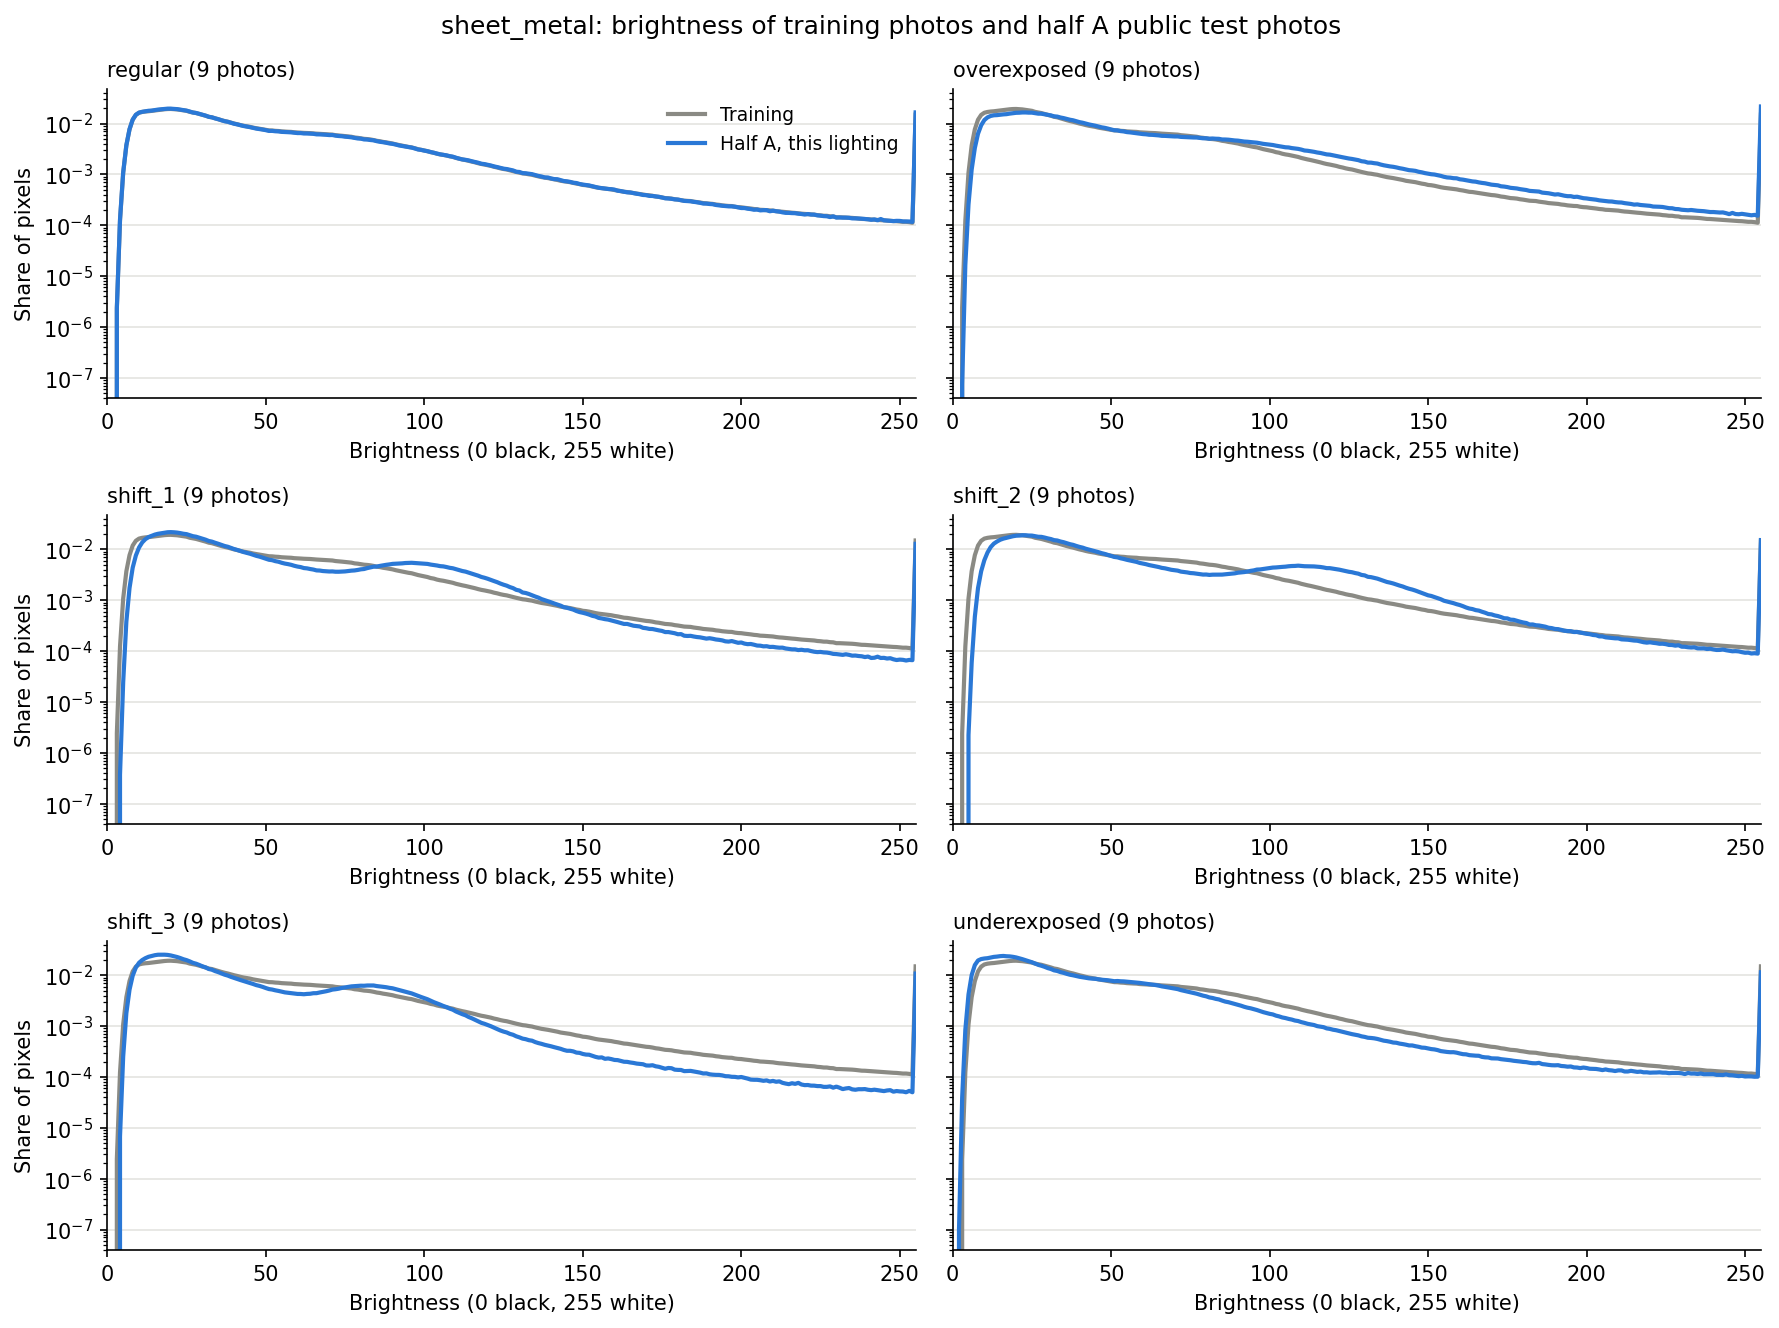 sheet_metal: brightness of training photos and half A public test photos
regular (9 photos)
overexposed (9 photos)
Training
Half A, this lighting
Share of pixels
10⁻²
10⁻³
10⁻⁴
10⁻⁵
10⁻⁶
10⁻⁷
0 50 100 150 200 250
0 50 100 150 200 250
Brightness (0 black, 255 white)
Brightness (0 black, 255 white)
shift_1 (9 photos)
shift_2 (9 photos)
Share of pixels
10⁻²
10⁻³
10⁻⁴
10⁻⁵
10⁻⁶
10⁻⁷
0 50 100 150 200 250
0 50 100 150 200 250
Brightness (0 black, 255 white)
Brightness (0 black, 255 white)
shift_3 (9 photos)
underexposed (9 photos)
Share of pixels
10⁻²
10⁻³
10⁻⁴
10⁻⁵
10⁻⁶
10⁻⁷
0 50 100 150 200 250
0 50 100 150 200 250
Brightness (0 black, 255 white)
Brightness (0 black, 255 white)